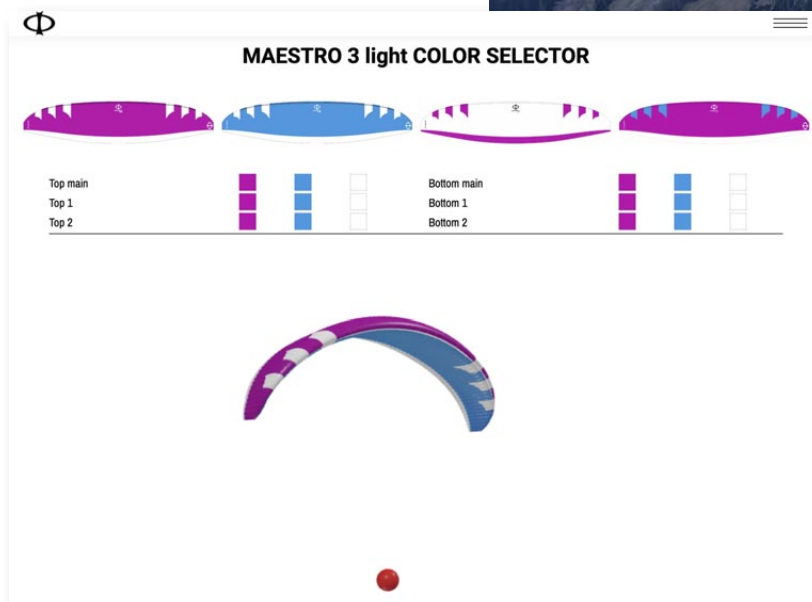 MAESTRO 3 light COLOR SELECTOR
Top main
Bottom main
Top 1
Bottom 1
Top 2
Bottom 2